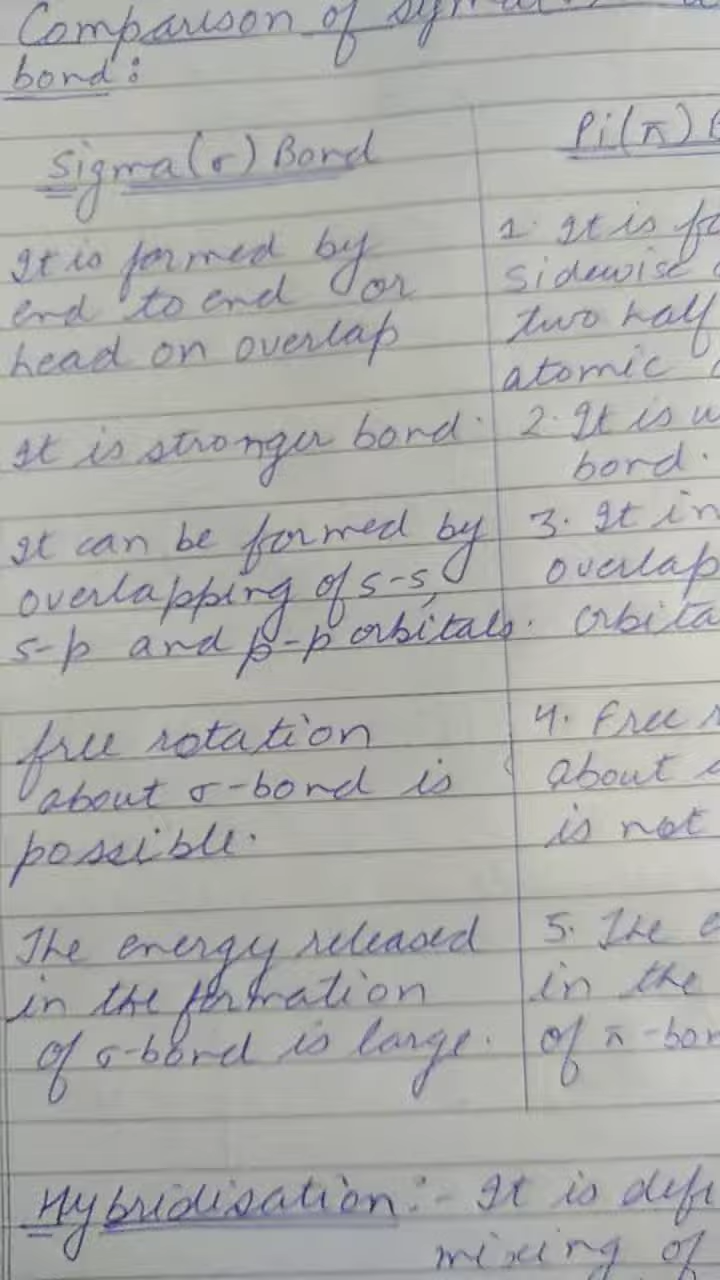 Comparison of
bond:
Sigma(σ) Bond
Pi(π)
It is formed by
end to end or
head on overlap
1. It is
sidewise
two half
atomic
It is stronger bond.
2. It is
bond.
It can be formed by
overlapping of s-s,
s-p and p-p orbitals.
3. It
overlap
free rotation
about σ-bond is
possible.
4. Free
about
is not
The energy released
in the formation
of σ-bond is large.
5. The
in the
of π-
Hybridisation:- It is
mixing of